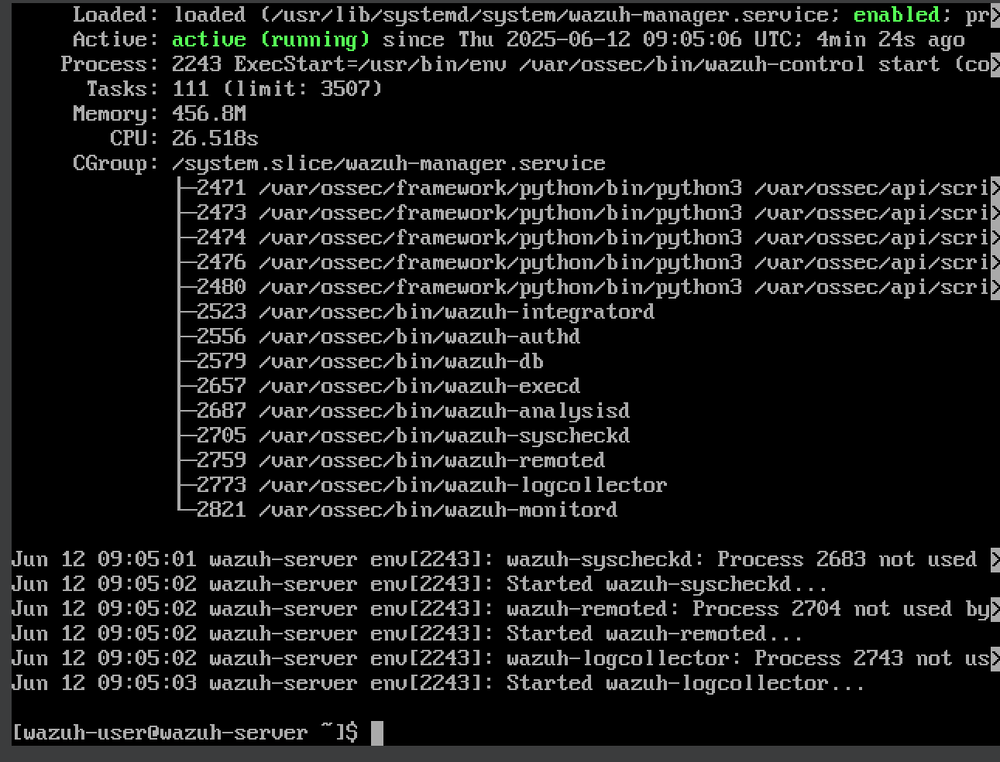 Loaded: loaded (/usr/lib/systemd/system/wazuh-manager.service; enabled; pr>
Active: active (running) since Thu 2025-06-12 09:05:06 UTC; 4min 24s ago
Process: 2243 ExecStart=/usr/bin/env /var/ossec/bin/wazuh-control start (co>
Tasks: 111 (limit: 3507)
Memory: 456.8M
CPU: 26.518s
CGroup: /system.slice/wazuh-manager.service
├─2471 /var/ossec/framework/python/bin/python3 /var/ossec/api/scri>
├─2473 /var/ossec/framework/python/bin/python3 /var/ossec/api/scri>
├─2474 /var/ossec/framework/python/bin/python3 /var/ossec/api/scri>
├─2476 /var/ossec/framework/python/bin/python3 /var/ossec/api/scri>
├─2480 /var/ossec/framework/python/bin/python3 /var/ossec/api/scri>
├─2523 /var/ossec/bin/wazuh-integratord
├─2556 /var/ossec/bin/wazuh-authd
├─2579 /var/ossec/bin/wazuh-db
├─2657 /var/ossec/bin/wazuh-execd
├─2687 /var/ossec/bin/wazuh-analysisd
├─2705 /var/ossec/bin/wazuh-syscheckd
├─2759 /var/ossec/bin/wazuh-remoted
├─2773 /var/ossec/bin/wazuh-logcollector
└─2821 /var/ossec/bin/wazuh-monitord
Jun 12 09:05:01 wazuh-server env[2243]: wazuh-syscheckd: Process 2683 not used >
Jun 12 09:05:02 wazuh-server env[2243]: Started wazuh-syscheckd...
Jun 12 09:05:02 wazuh-server env[2243]: wazuh-remoted: Process 2704 not used by>
Jun 12 09:05:02 wazuh-server env[2243]: Started wazuh-remoted...
Jun 12 09:05:02 wazuh-server env[2243]: wazuh-logcollector: Process 2743 not us>
Jun 12 09:05:03 wazuh-server env[2243]: Started wazuh-logcollector...
[wazuh-user@wazuh-server ~]$